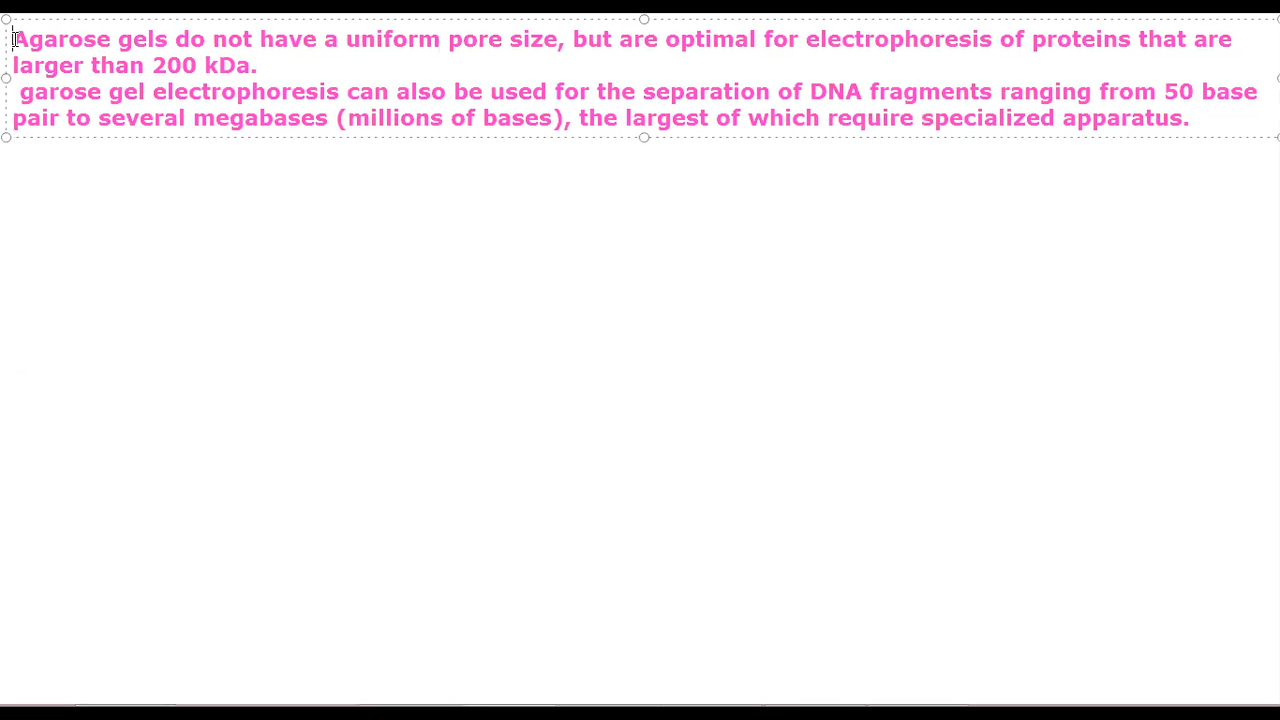 Agarose gels do not have a uniform pore size, but are optimal for electrophoresis of proteins that are
larger than 200 kDa.
garose gel electrophoresis can also be used for the separation of DNA fragments ranging from 50 base
pair to several megabases (millions of bases), the largest of which require specialized apparatus.